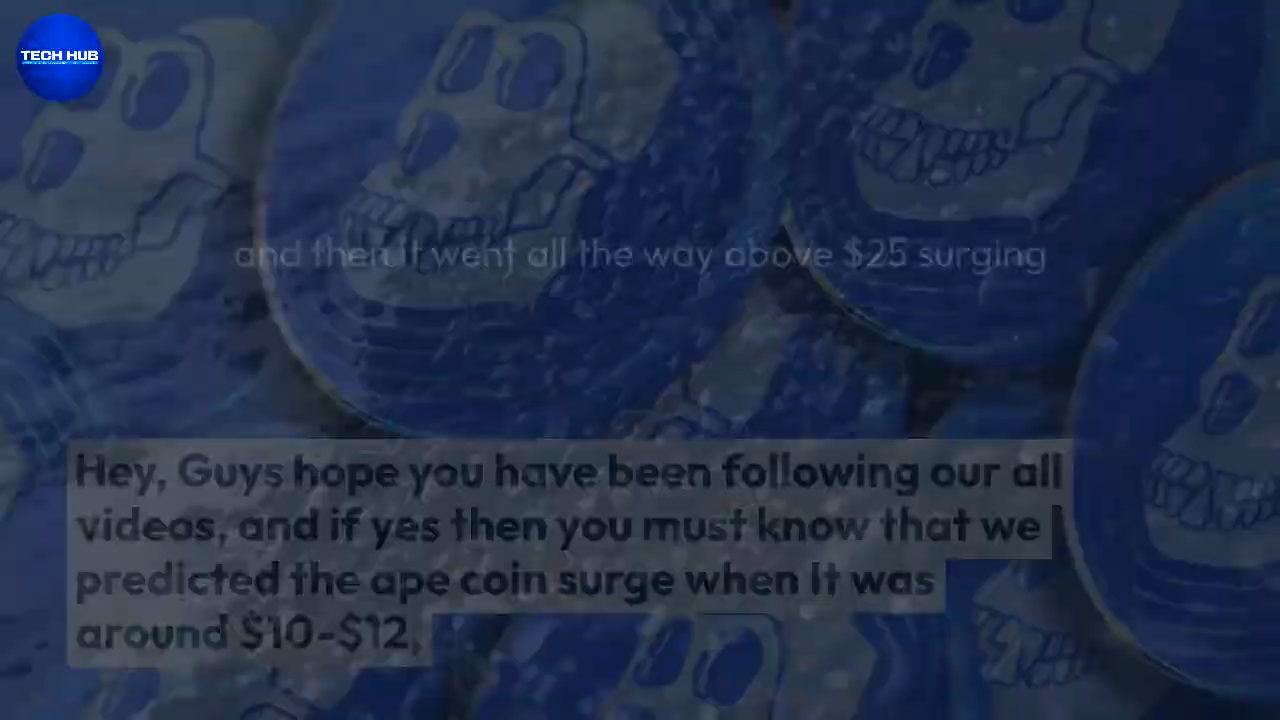 TECH HUB
and then it went all the way above $25 surging
Hey, Guys hope you have been following our all
videos, and if yes then you must know that we
predicted the ape coin surge when it was
around $10-$12,